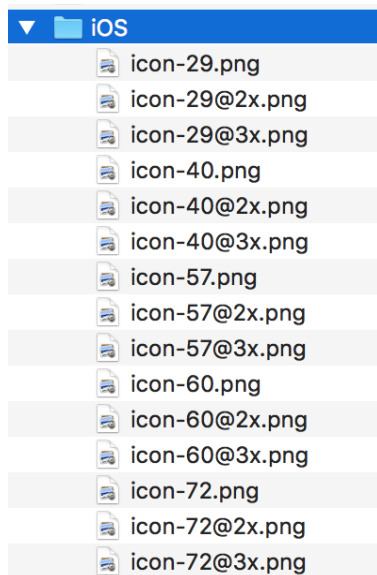 iOS
icon-29.png
icon-29@2x.png
icon-29@3x.png
icon-40.png
icon-40@2x.png
icon-40@3x.png
icon-57.png
icon-57@2x.png
icon-57@3x.png
icon-60.png
icon-60@2x.png
icon-60@3x.png
icon-72.png
icon-72@2x.png
icon-72@3x.png